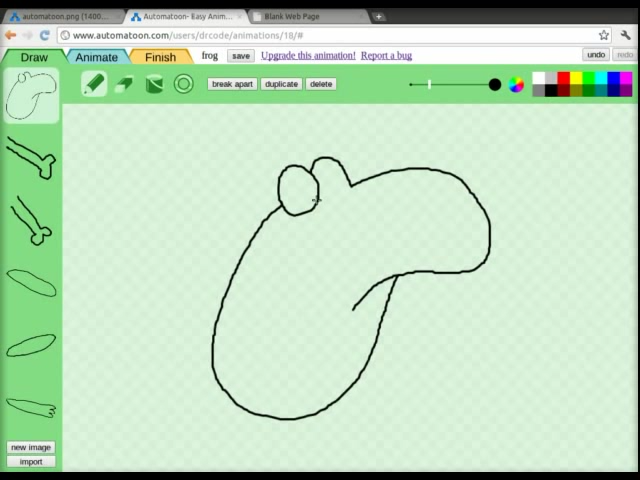 automatoon.png (1400...
Automatoon- Easy Anim...
Blank Web Page
www.automatoon.com/users/drcode/animations/18/#
Draw
Animate
Finish
frog
save
Upgrade this animation!
Report a bug
undo
redo
break apart
duplicate
delete
new image
import